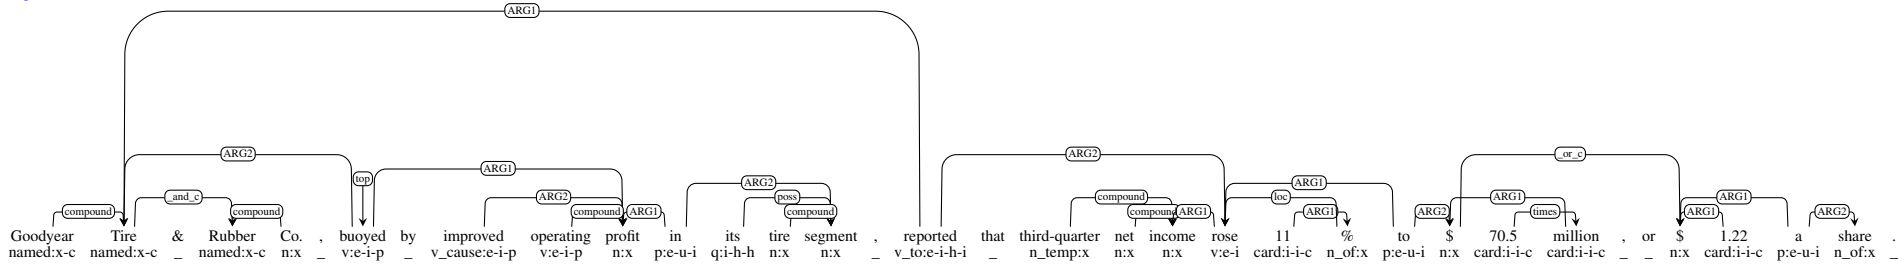 ARG1
ARG2 ARG2 _or_c
top ARG1
ARG2 ARG1
_and_c ARG2 poss compound loc ARG1 ARG1
compound compound compound ARG1 compound compound ARG1 ARG1 ARG2 times ARG1 ARG2
Goodyear Tire & Rubber Co. , buoyed by improved operating profit in its tire segment , reported that third-quarter net income rose 11 % to $ 70.5 million , or $ 1.22 a share .
named:x-c named:x-c _ named:x-c n:x _ v:e-i-p _ v_cause:e-i-p v:e-i-p n:x p:e-u-i q:i-h-h n:x n:x _ v_to:e-i-h-i _ n_temp:x n:x n:x v:e-i card:i-i-c n_of:x p:e-u-i n:x card:i-i-c card:i-i-c _ _ n:x card:i-i-c p:e-u-i n_of:x _